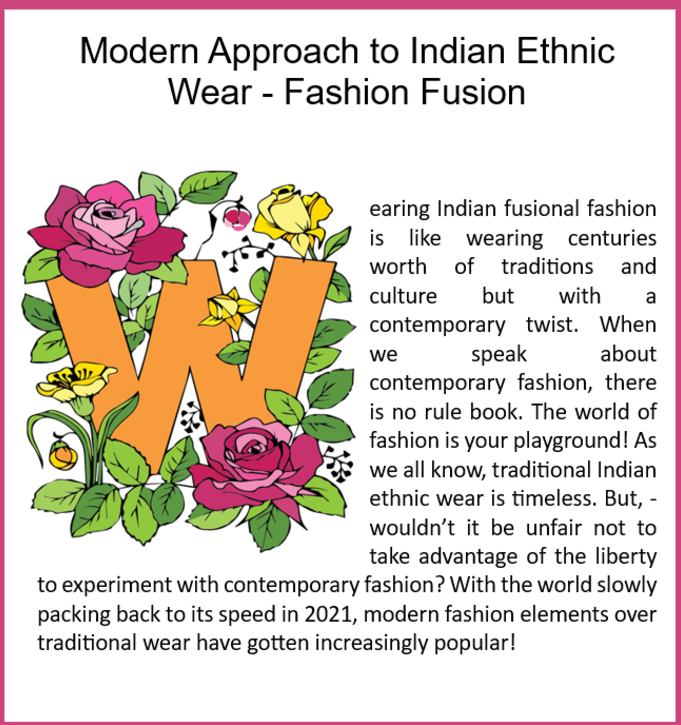 Modern Approach to Indian Ethnic
Wear - Fashion Fusion
W
earing Indian fusional fashion
is like wearing centuries
worth of traditions and
culture but with a
contemporary twist. When
we speak about
contemporary fashion, there
is no rule book. The world of
fashion is your playground! As
we all know, traditional Indian
ethnic wear is timeless. But, -
wouldn’t it be unfair not to
take advantage of the liberty
to experiment with contemporary fashion? With the world slowly
packing back to its speed in 2021, modern fashion elements over
traditional wear have gotten increasingly popular!